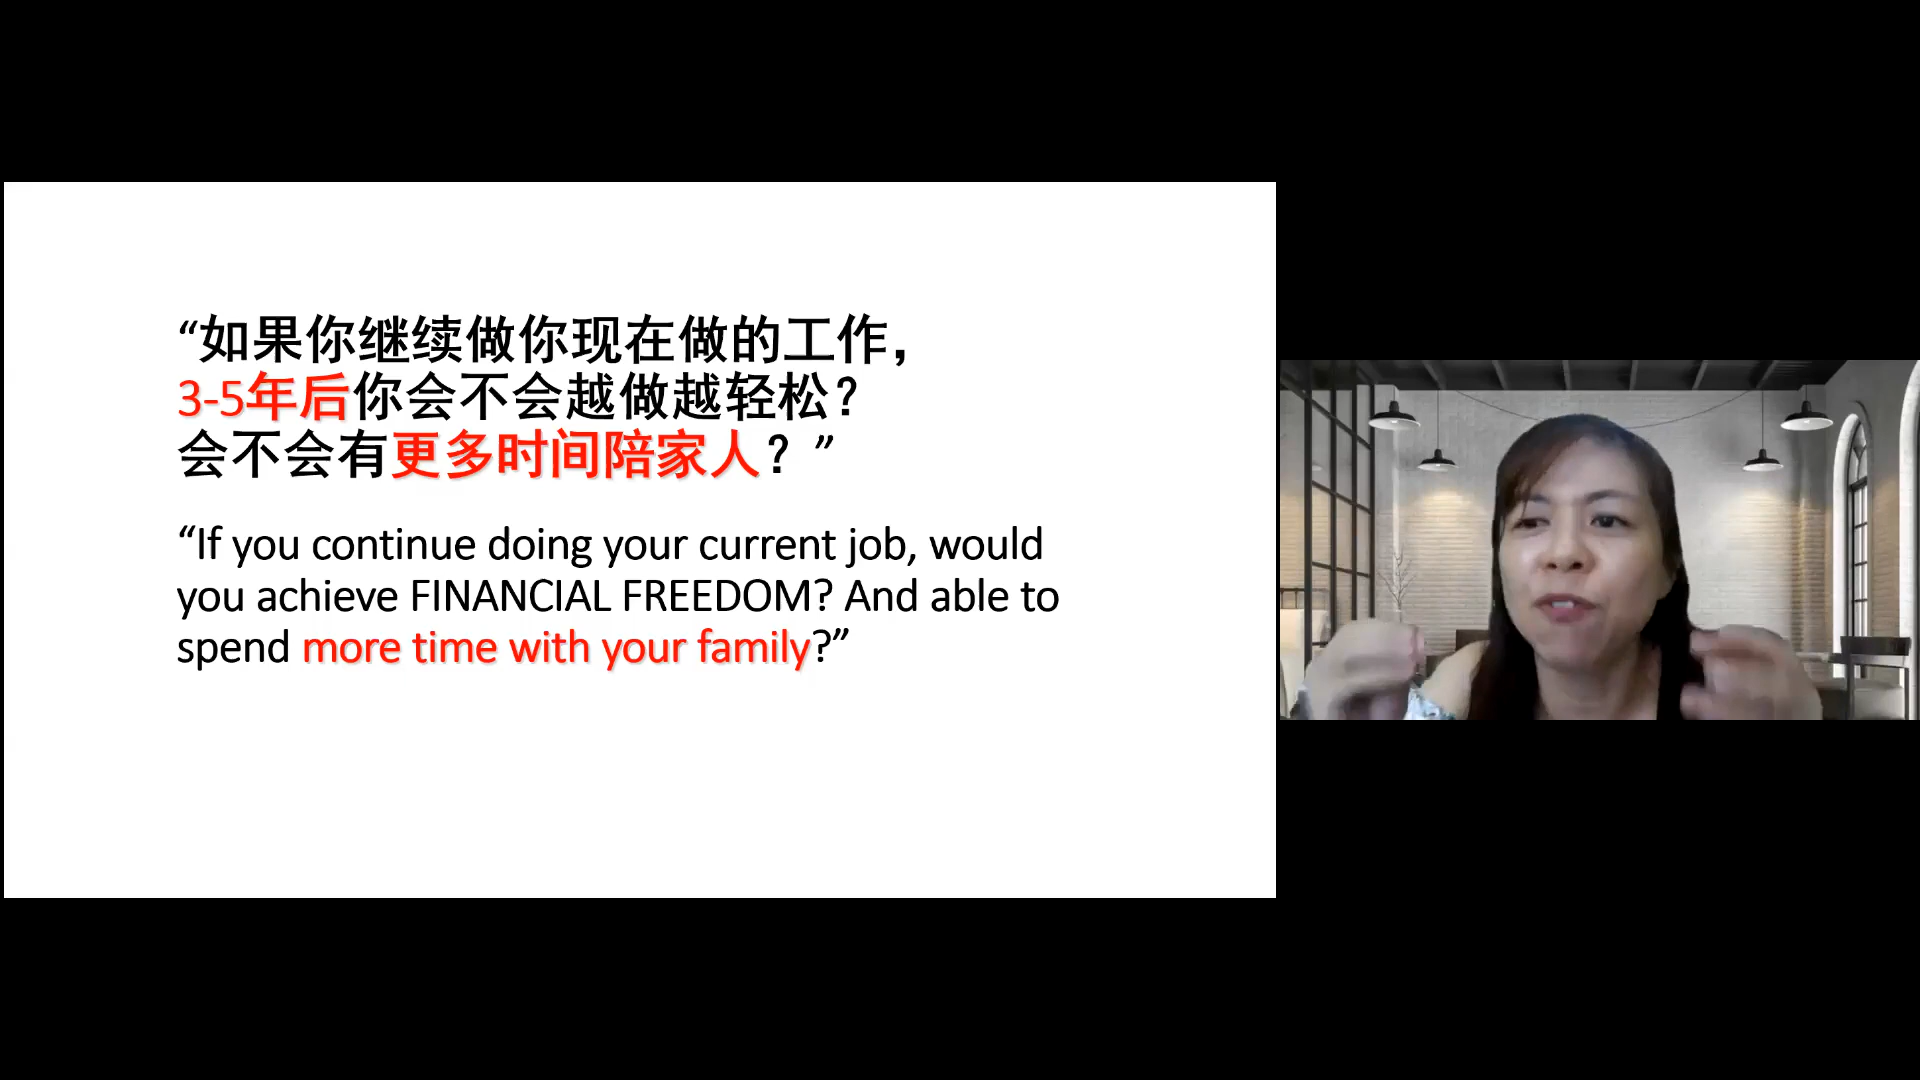 “如果你继续做你现在做的工作，
3-5年后你会不会越做越轻松？
会不会有更多时间陪家人？”
“If you continue doing your current job, would
you achieve FINANCIAL FREEDOM? And able to
spend more time with your family?”